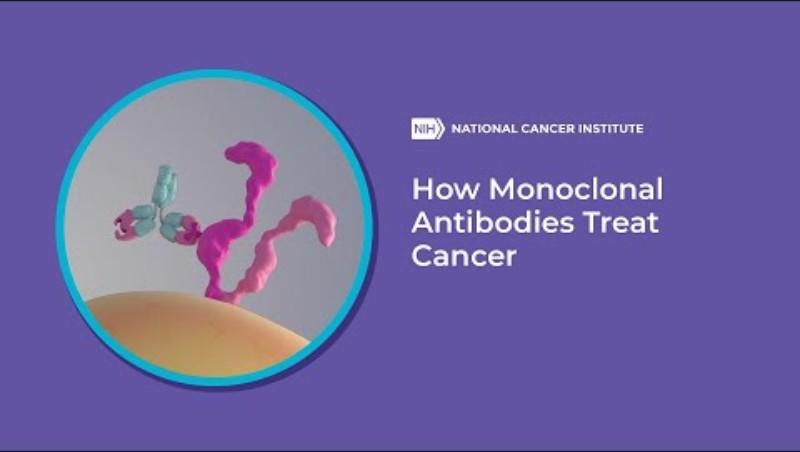 NIH NATIONAL CANCER INSTITUTE
How Monoclonal
Antibodies Treat
Cancer